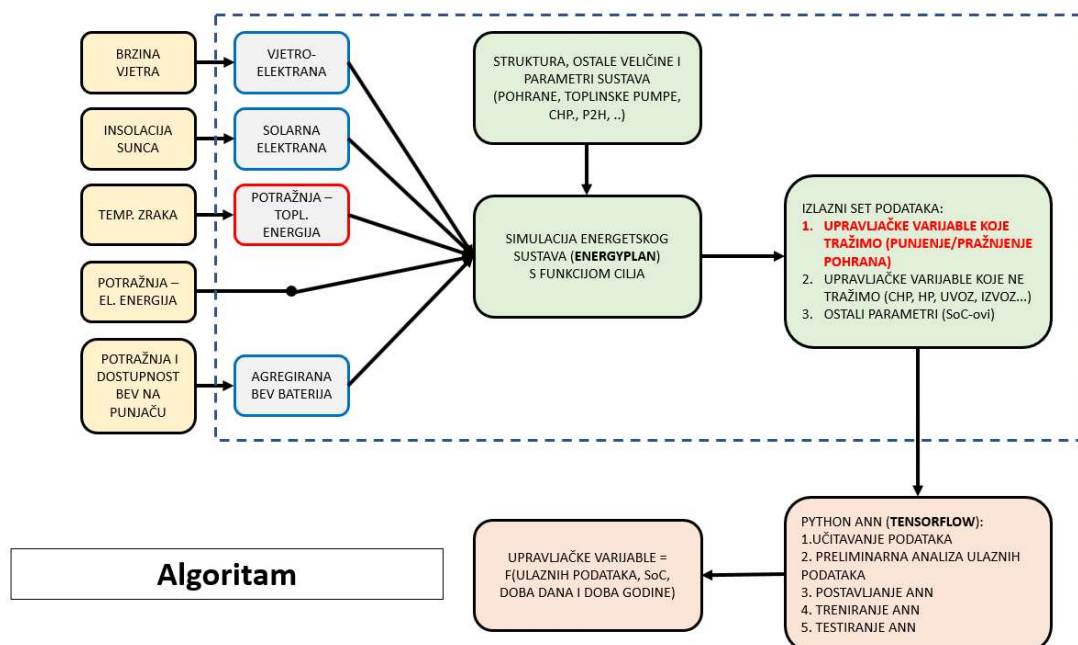 BRZINA
VJETRA
VJETRO-
ELEKTRANA
INSOLACIJA
SUNCA
SOLARNA
ELEKTRANA
TEMP. ZRAKA
POTRAŽNJA –
TOPL.
ENERGIJA
POTRAŽNJA –
EL. ENERGIJA
POTRAŽNJA I
DOSTUPNOST
BEV NA
PUNJAČU
AGREGIRANA
BEV BATERIJA
STRUKTURA, OSTALE VELIČINE I
PARAMETRI SUSTAVA
(POHRANE, TOPLINSKE PUMPE,
CHP., P2H, ..)
SIMULACIJA ENERGETSKOG
SUSTAVA (ENERGYPLAN)
S FUNKCIJOM CILJA
IZLAZNI SET PODATAKA:
1. UPRAVLJAČKE VARIJABLE KOJE
TRAŽIMO (PUNJENJE/PRAŽNJENJE
POHRANA)
2. UPRAVLJAČKE VARIJABLE KOJE NE
TRAŽIMO (CHP, HP, UVOZ, IZVOZ...)
3. OSTALI PARAMETRI (SoC-ovi)
PYTHON ANN (TENSORFLOW):
1.UČITAVANJE PODATAKA
2. PRELIMINARNA ANALIZA ULAZNIH
PODATAKA
3. POSTAVLJANJE ANN
4. TRENIRANJE ANN
5. TESTIRANJE ANN
UPRAVLJAČKE VARIJABLE =
F(ULAZNIH PODATAKA, SoC,
DOBA DANA I DOBA GODINE)
Algoritam